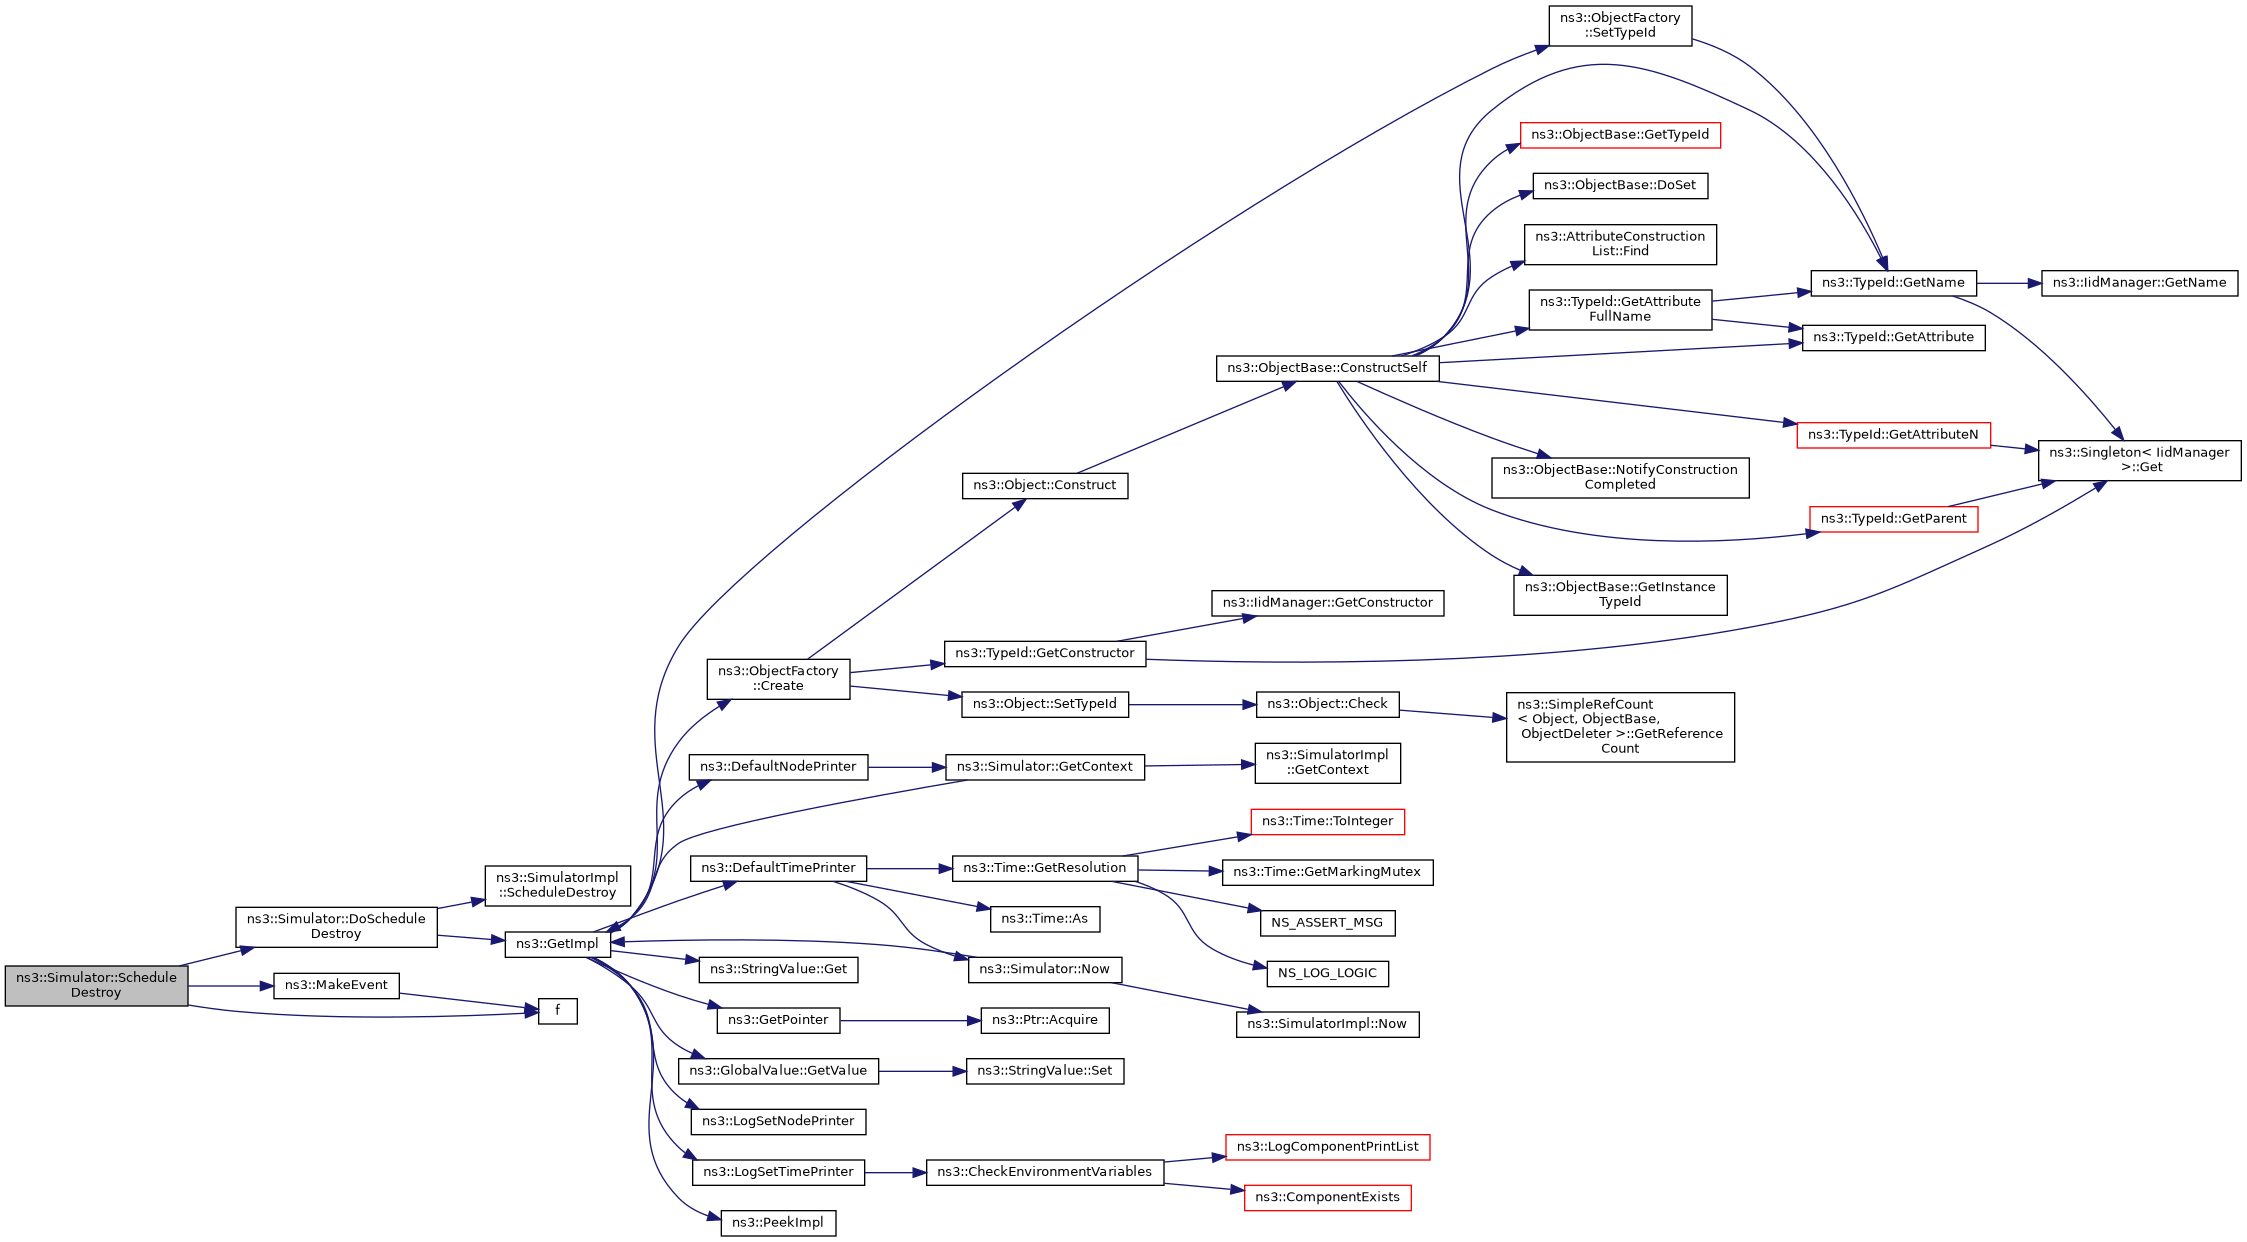 ns3::ObjectFactory
::SetTypeId
ns3::ObjectBase::GetTypeId
ns3::ObjectBase::DoSet
ns3::AttributeConstruction
List::Find
ns3::TypeId::GetAttribute
FullName
ns3::TypeId::GetName
ns3::IidManager::GetName
ns3::TypeId::GetAttribute
ns3::ObjectBase::ConstructSelf
ns3::TypeId::GetAttributeN
ns3::Singleton< IidManager
>::Get
ns3::ObjectBase::NotifyConstruction
Completed
ns3::Object::Construct
ns3::TypeId::GetParent
ns3::ObjectBase::GetInstance
TypeId
ns3::IidManager::GetConstructor
ns3::TypeId::GetConstructor
ns3::ObjectFactory
::Create
ns3::Object::SetTypeId
ns3::Object::Check
ns3::SimpleRefCount
< Object, ObjectBase,
ObjectDeleter >::GetReference
Count
ns3::DefaultNodePrinter
ns3::Simulator::GetContext
ns3::SimulatorImpl
::GetContext
ns3::Time::ToInteger
ns3::DefaultTimePrinter
ns3::Time::GetResolution
ns3::Time::GetMarkingMutex
ns3::SimulatorImpl
::ScheduleDestroy
ns3::Time::As
NS_ASSERT_MSG
ns3::Simulator::DoSchedule
Destroy
ns3::GetImpl
ns3::StringValue::Get
ns3::Simulator::Now
NS_LOG_LOGIC
ns3::Simulator::Schedule
Destroy
ns3::MakeEvent
f
ns3::GetPointer
ns3::Ptr::Acquire
ns3::SimulatorImpl::Now
ns3::GlobalValue::GetValue
ns3::StringValue::Set
ns3::LogSetNodePrinter
ns3::LogSetTimePrinter
ns3::CheckEnvironmentVariables
ns3::LogComponentPrintList
ns3::ComponentExists
ns3::PeekImpl